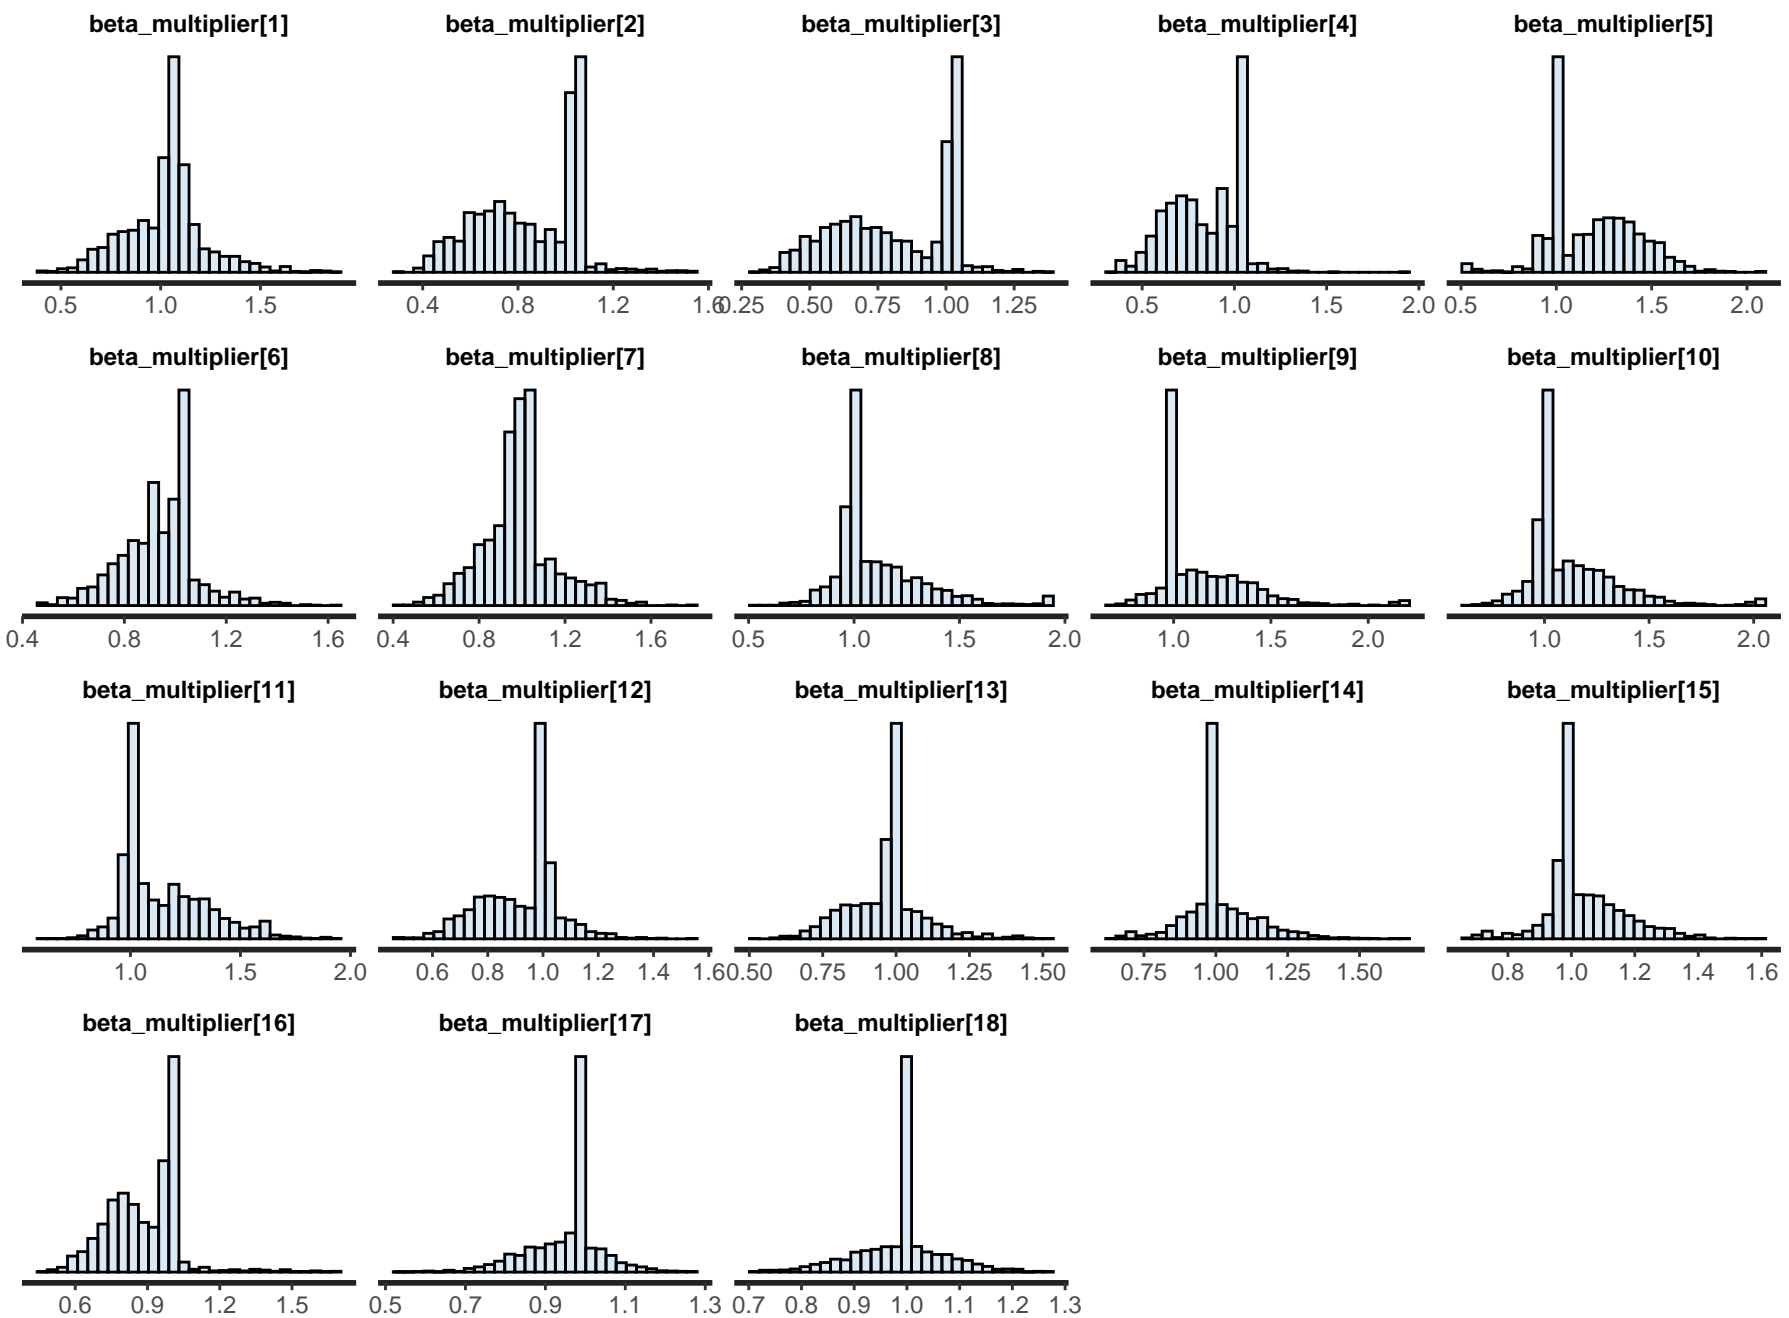 beta_multiplier[1] beta_multiplier[2] beta_multiplier[3] beta_multiplier[4] beta_multiplier[5]
0.5 1.0 1.5 0.4 0.8 1.2 1.6 0.25 0.50 0.75 1.00 1.25 0.5 1.0 1.5 2.0 0.5 1.0 1.5 2.0
beta_multiplier[6] beta_multiplier[7] beta_multiplier[8] beta_multiplier[9] beta_multiplier[10]
0.4 0.8 1.2 1.6 0.4 0.8 1.2 1.6 0.5 1.0 1.5 2.0 1.0 1.5 2.0 1.0 1.5 2.0
beta_multiplier[11] beta_multiplier[12] beta_multiplier[13] beta_multiplier[14] beta_multiplier[15]
1.0 1.5 2.0 0.6 0.8 1.0 1.2 1.4 1.6 0.50 0.75 1.00 1.25 1.50 0.75 1.00 1.25 1.50 0.8 1.0 1.2 1.4 1.6
beta_multiplier[16] beta_multiplier[17] beta_multiplier[18]
0.6 0.9 1.2 1.5 0.5 0.7 0.9 1.1 1.3 0.7 0.8 0.9 1.0 1.1 1.2 1.3